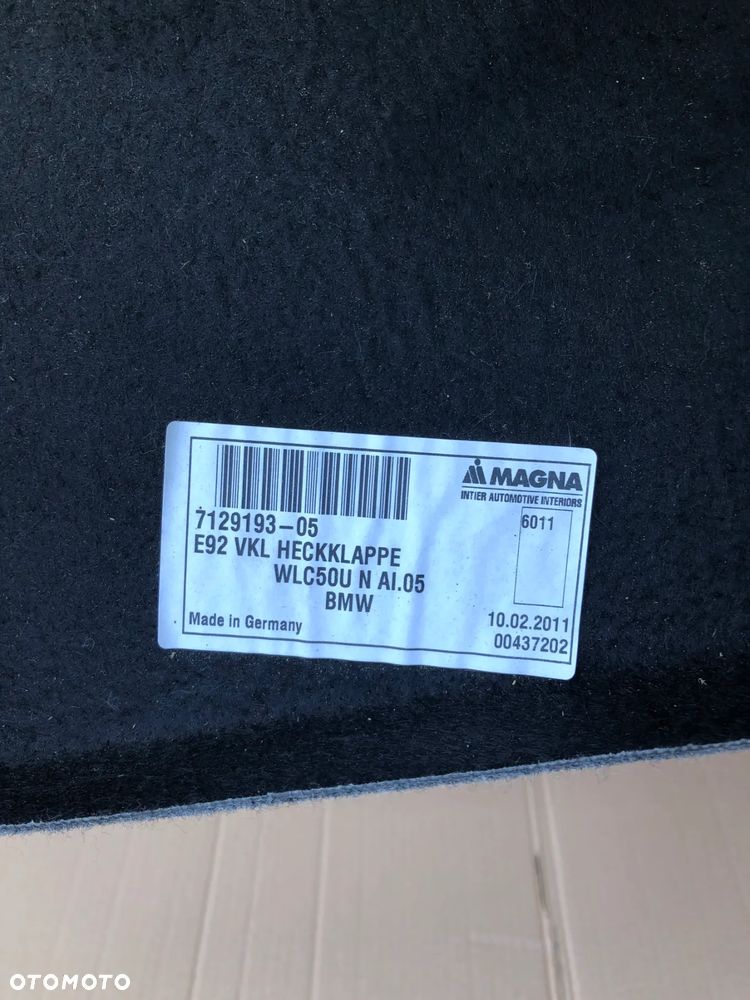 MAGNA
INTIER AUTOMOTIVE INTERIORS
7129193-05
6011
E92 VKL HECKKLAPPE
WLC50U N AI.05
BMW
Made in Germany
10.02.2011
00437202
OTOMOTO